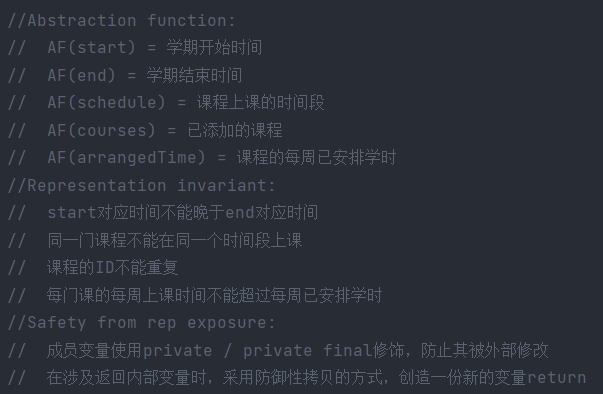 //Abstraction function:
//  AF(start) = 学期开始时间
//  AF(end) = 学期结束时间
//  AF(schedule) = 课程上课的时间段
//  AF(courses) = 已添加的课程
//  AF(arrangedTime) = 课程的每周已安排学时
//Representation invariant:
//  start对应时间不能晚于end对应时间
//  同一门课程不能在同一个时间段上课
//  课程的ID不能重复
//  每门课的每周上课时间不能超过每周已安排学时
//Safety from rep exposure:
//  成员变量使用private / private final修饰，防止其被外部修改
//  在涉及返回内部变量时，采用防御性拷贝的方式，创造一份新的变量return